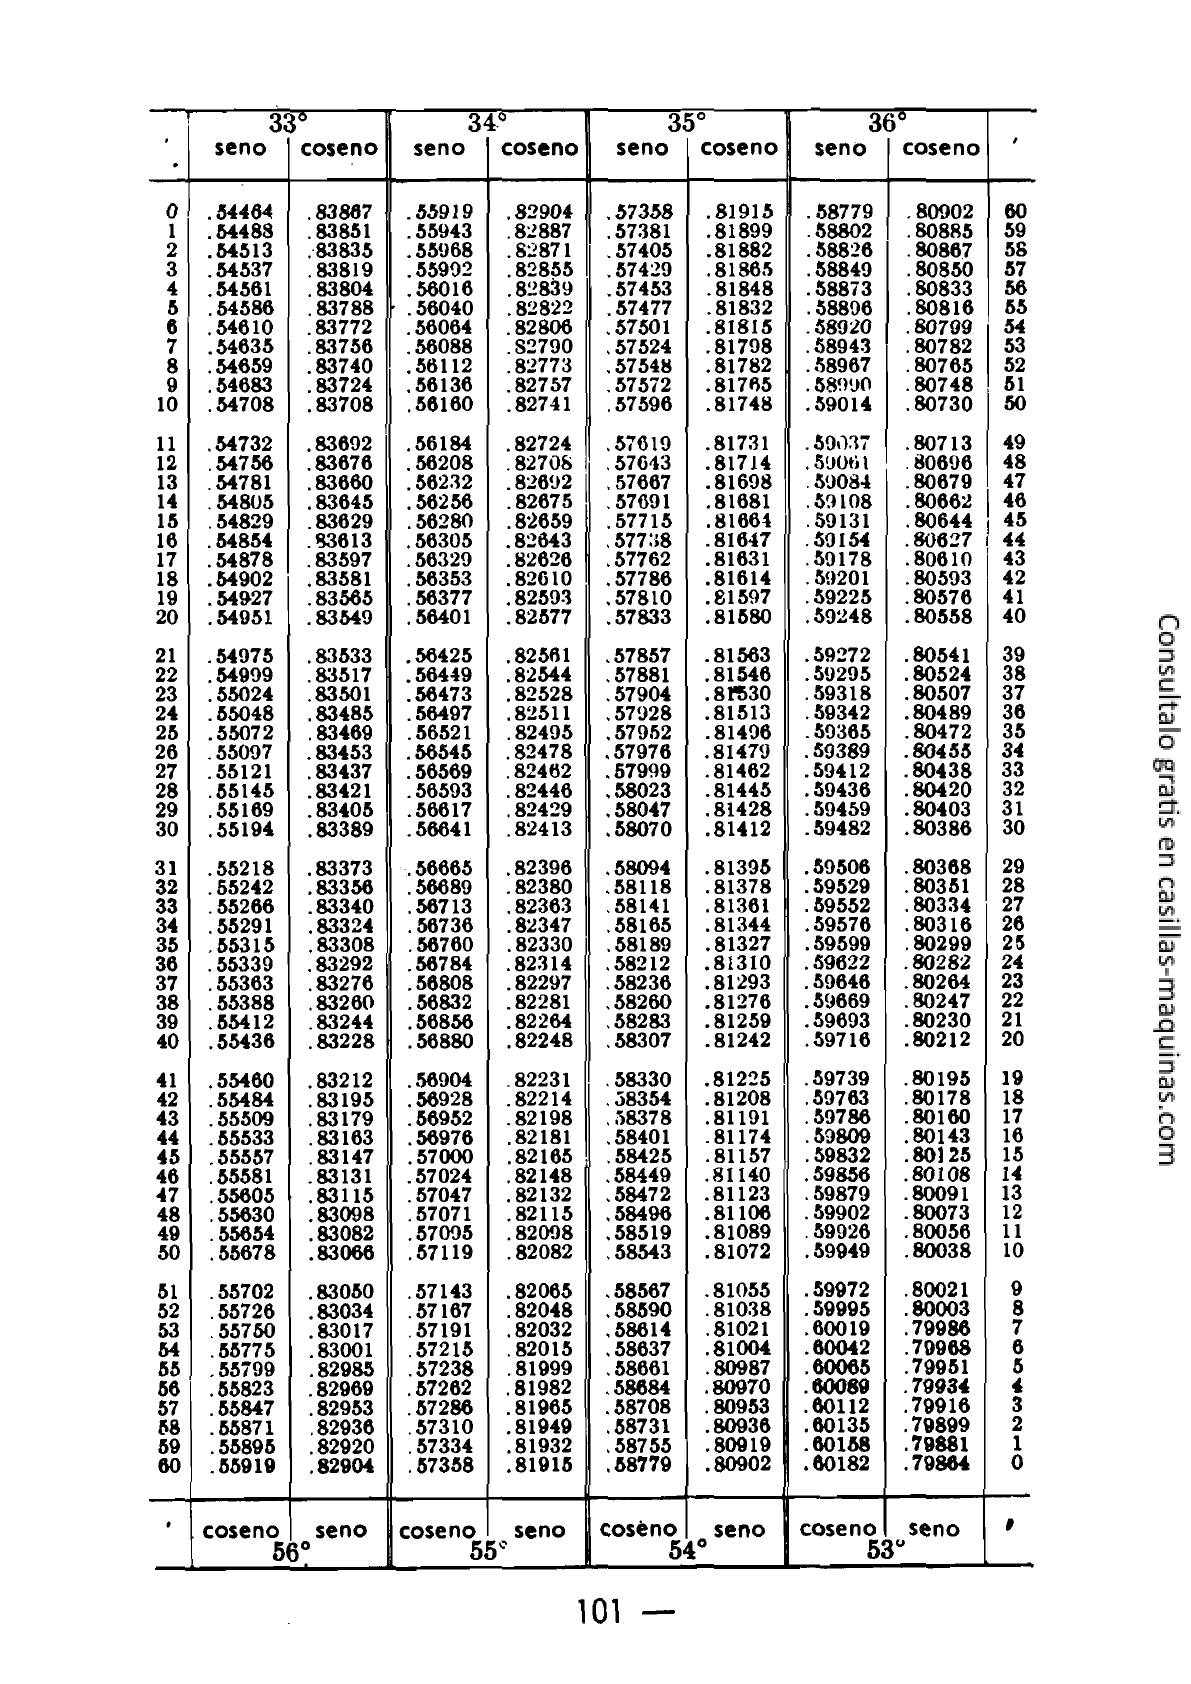 33° 34° 35° 36°
' seno coseno seno coseno seno coseno seno coseno '
0 .54464 .83867 .55919 .82904 .57358 .81915 .58779 .80902 60
1 .54488 .83851 .55943 .82887 .57381 .81899 .58802 .80885 59
2 .54513 .83835 .55968 .82871 .57405 .81882 .58826 .80867 58
3 .54537 .83819 .55992 .82855 .57429 .81865 .58849 .80850 57
4 .54561 .83804 .56016 .82839 .57453 .81848 .58873 .80833 56
5 .54586 .83788 .56040 .82822 .57477 .81832 .58896 .80816 55
6 .54610 .83772 .56064 .82806 .57501 .81815 .58920 .80799 54
7 .54635 .83756 .56088 .82790 .57524 .81798 .58943 .80782 53
8 .54659 .83740 .56112 .82773 .57548 .81782 .58967 .80765 52
9 .54683 .83724 .56136 .82757 .57572 .81765 .58990 .80748 51
10 .54708 .83708 .56160 .82741 .57596 .81748 .59014 .80730 50
11 .54732 .83692 .56184 .82724 .57619 .81731 .59037 .80713 49
12 .54756 .83676 .56208 .82708 .57643 .81714 .59061 .80696 48
13 .54781 .83660 .56232 .82692 .57667 .81698 .59084 .80679 47
14 .54805 .83645 .56256 .82675 .57691 .81681 .59108 .80662 46
15 .54829 .83629 .56280 .82659 .57715 .81664 .59131 .80644 45
16 .54854 .83613 .56305 .82643 .57738 .81647 .59154 .80627 44
17 .54878 .83597 .56329 .82626 .57762 .81631 .59178 .80610 43
18 .54902 .83581 .56353 .82610 .57786 .81614 .59201 .80593 42
19 .54927 .83565 .56377 .82593 .57810 .81597 .59225 .80576 41
20 .54951 .83549 .56401 .82577 .57833 .81580 .59248 .80558 40
21 .54975 .83533 .56425 .82561 .57857 .81563 .59272 .80541 39
22 .54999 .83517 .56449 .82544 .57881 .81546 .59295 .80524 38
23 .55024 .83501 .56473 .82528 .57904 .81530 .59318 .80507 37
24 .55048 .83485 .56497 .82511 .57928 .81513 .59342 .80489 36
25 .55072 .83469 .56521 .82495 .57952 .81496 .59365 .80472 35
26 .55097 .83453 .56545 .82478 .57976 .81479 .59389 .80455 34
27 .55121 .83437 .56569 .82462 .57999 .81462 .59412 .80438 33
28 .55145 .83421 .56593 .82446 .58023 .81445 .59436 .80420 32
29 .55169 .83405 .56617 .82429 .58047 .81428 .59459 .80403 31
30 .55194 .83389 .56641 .82413 .58070 .81412 .59482 .80386 30
31 .55218 .83373 .56665 .82396 .58094 .81395 .59506 .80368 29
32 .55242 .83356 .56689 .82380 .58118 .81378 .59529 .80351 28
33 .55266 .83340 .56713 .82363 .58141 .81361 .59552 .80334 27
34 .55291 .83324 .56736 .82347 .58165 .81344 .59576 .80316 26
35 .55315 .83308 .56760 .82330 .58189 .81327 .59599 .80299 25
36 .55339 .83292 .56784 .82314 .58212 .81310 .59622 .80282 24
37 .55363 .83276 .56808 .82297 .58236 .81293 .59646 .80264 23
38 .55388 .83260 .56832 .82281 .58260 .81276 .59669 .80247 22
39 .55412 .83244 .56856 .82264 .58283 .81259 .59693 .80230 21
40 .55436 .83228 .56880 .82248 .58307 .81242 .59716 .80212 20
41 .55460 .83212 .56904 .82231 .58330 .81225 .59739 .80195 19
42 .55484 .83195 .56928 .82214 .58354 .81208 .59763 .80178 18
43 .55509 .83179 .56952 .82198 .58378 .81191 .59786 .80160 17
44 .55533 .83163 .56976 .82181 .58401 .81174 .59809 .80143 16
45 .55557 .83147 .57000 .82165 .58425 .81157 .59832 .80125 15
46 .55581 .83131 .57024 .82148 .58449 .81140 .59856 .80108 14
47 .55605 .83115 .57047 .82132 .58472 .81123 .59879 .80091 13
48 .55630 .83098 .57071 .82115 .58496 .81106 .59902 .80073 12
49 .55654 .83082 .57095 .82098 .58519 .81089 .59926 .80056 11
50 .55678 .83066 .57119 .82082 .58543 .81072 .59949 .80038 10
51 .55702 .83050 .57143 .82065 .58567 .81055 .59972 .80021 9
52 .55726 .83034 .57167 .82048 .58590 .81038 .59995 .80003 8
53 .55750 .83017 .57191 .82032 .58614 .81021 .60019 .79986 7
54 .55775 .83001 .57215 .82015 .58637 .81004 .60042 .79968 6
55 .55799 .82985 .57238 .81999 .58661 .80987 .60065 .79951 5
56 .55823 .82969 .57262 .81982 .58684 .80970 .60089 .79934 4
57 .55847 .82953 .57286 .81965 .58708 .80953 .60112 .79916 3
58 .55871 .82936 .57310 .81949 .58731 .80936 .60135 .79899 2
59 .55895 .82920 .57334 .81932 .58755 .80919 .60158 .79881 1
60 .55919 .82904 .57358 .81915 .58779 .80902 .60182 .79864 0
' coseno seno coseno seno coseno seno coseno seno '
56° 55° 54° 53°
101 —
Consultalo gratis en casillas-maquinas.com